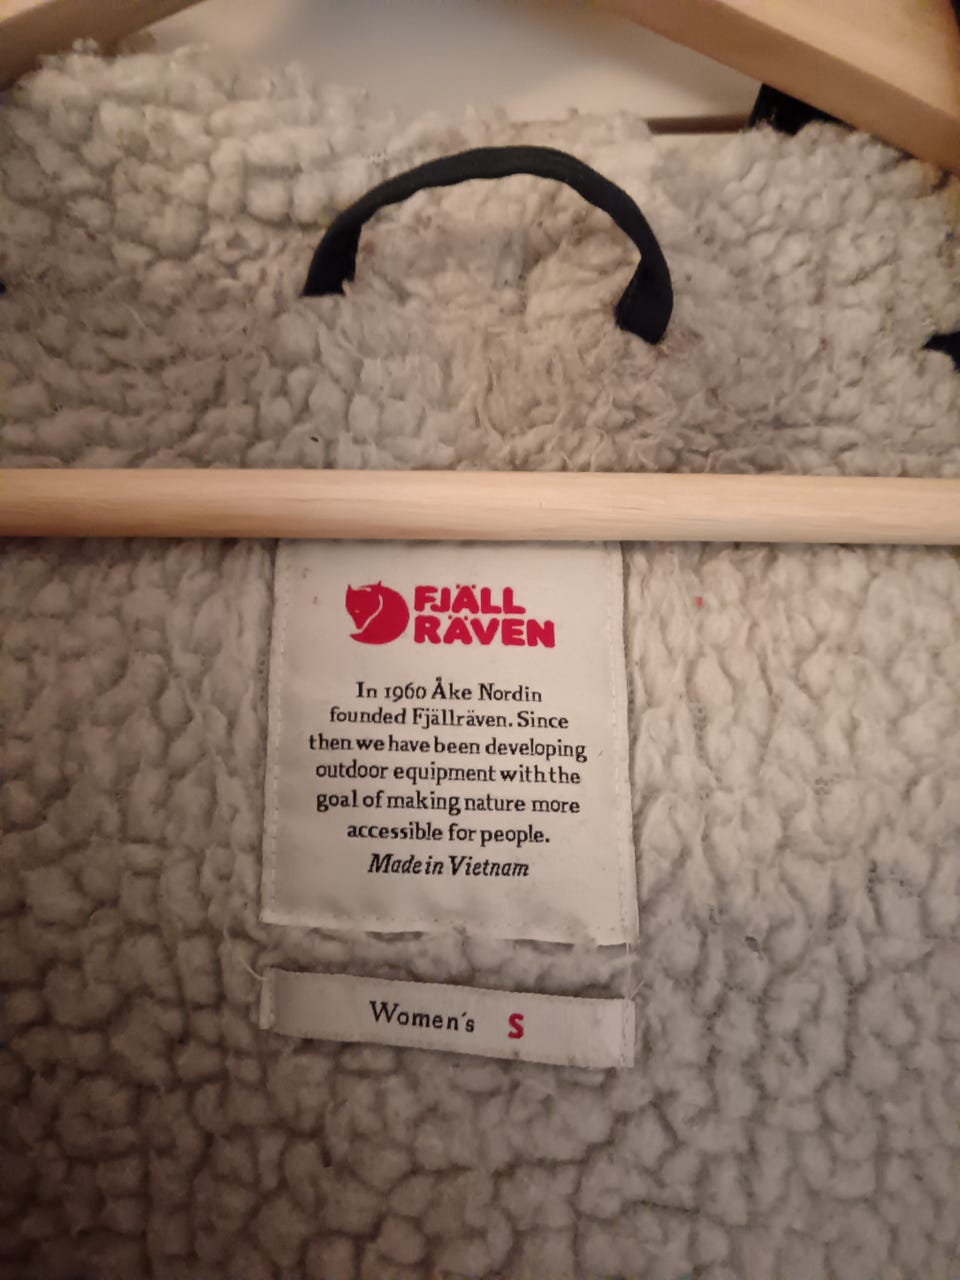 FJÄLL
RÄVEN
In 1960 Åke Nordin
founded Fjällräven. Since
then we have been developing
outdoor equipment with the
goal of making nature more
accessible for people.
Made in Vietnam
Women´s S